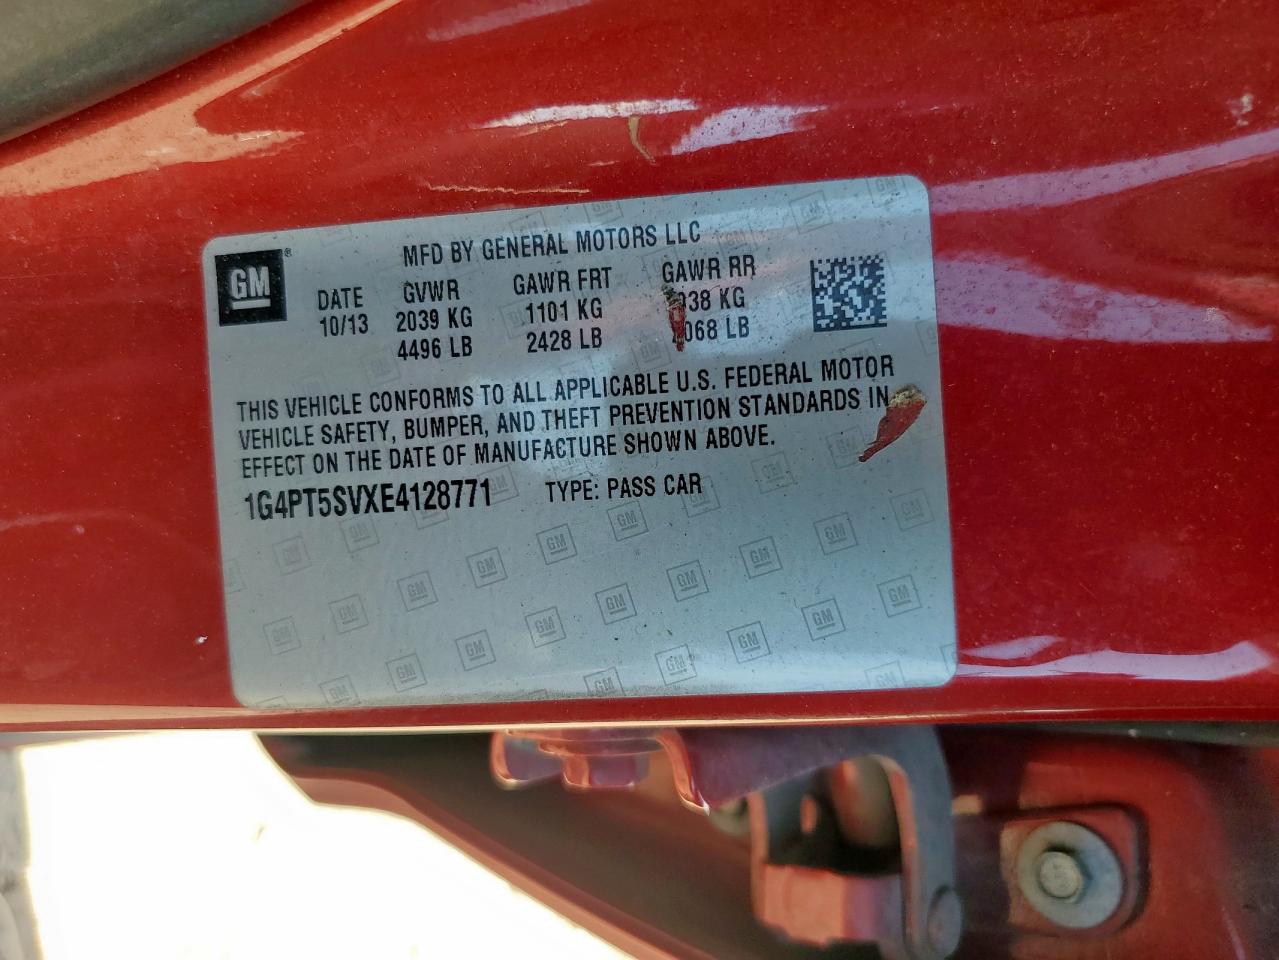 GM
MFD BY GENERAL MOTORS LLC
DATE GVWR GAWR FRT GAWR RR
10/13 2039 KG 1101 KG KG
4496 LB 2428 LB LB
THIS VEHICLE CONFORMS TO ALL APPLICABLE U.S. FEDERAL MOTOR
VEHICLE SAFETY, BUMPER, AND THEFT PREVENTION STANDARDS IN
EFFECT ON THE DATE OF MANUFACTURE SHOWN ABOVE.
1G4PT5SVXE4128771 TYPE: PASS CAR